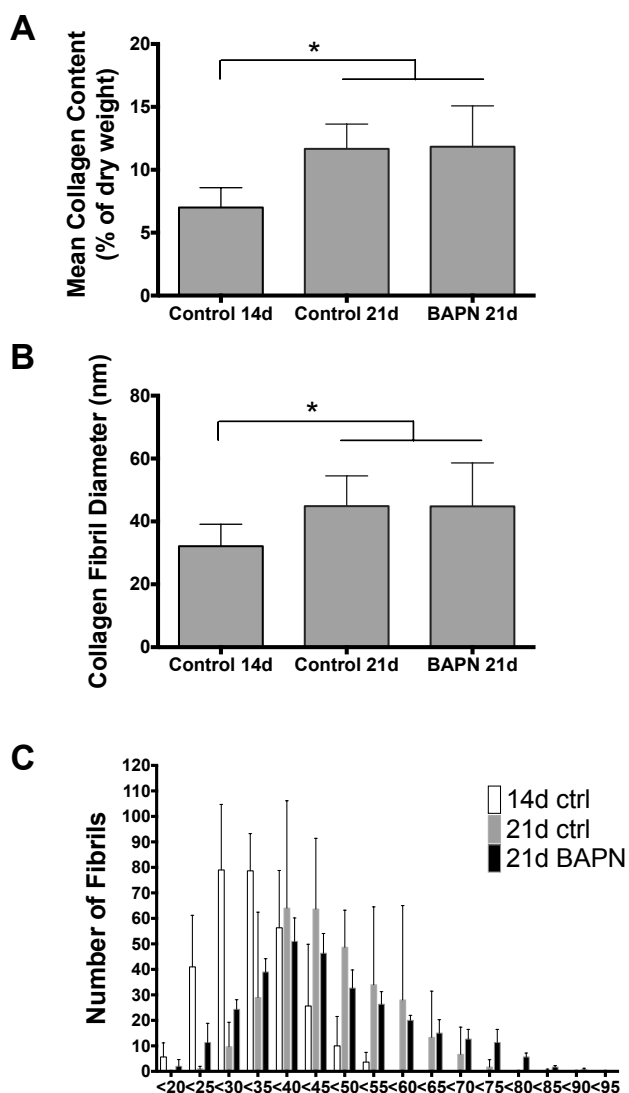 A
20
*
15
10
5
0
Mean Collagen Content
(% of dry weight)
Control 14d Control 21d BAPN 21d
B
80
*
60
40
20
0
Collagen Fibril Diameter (nm)
Control 14d Control 21d BAPN 21d
C
120
110
100
90
80
70
60
50
40
30
20
10
0
Number of Fibrils
14d ctrl
21d ctrl
21d BAPN
<20 <25 <30 <35 <40 <45 <50 <55 <60 <65 <70 <75 <80 <85 <90 <95